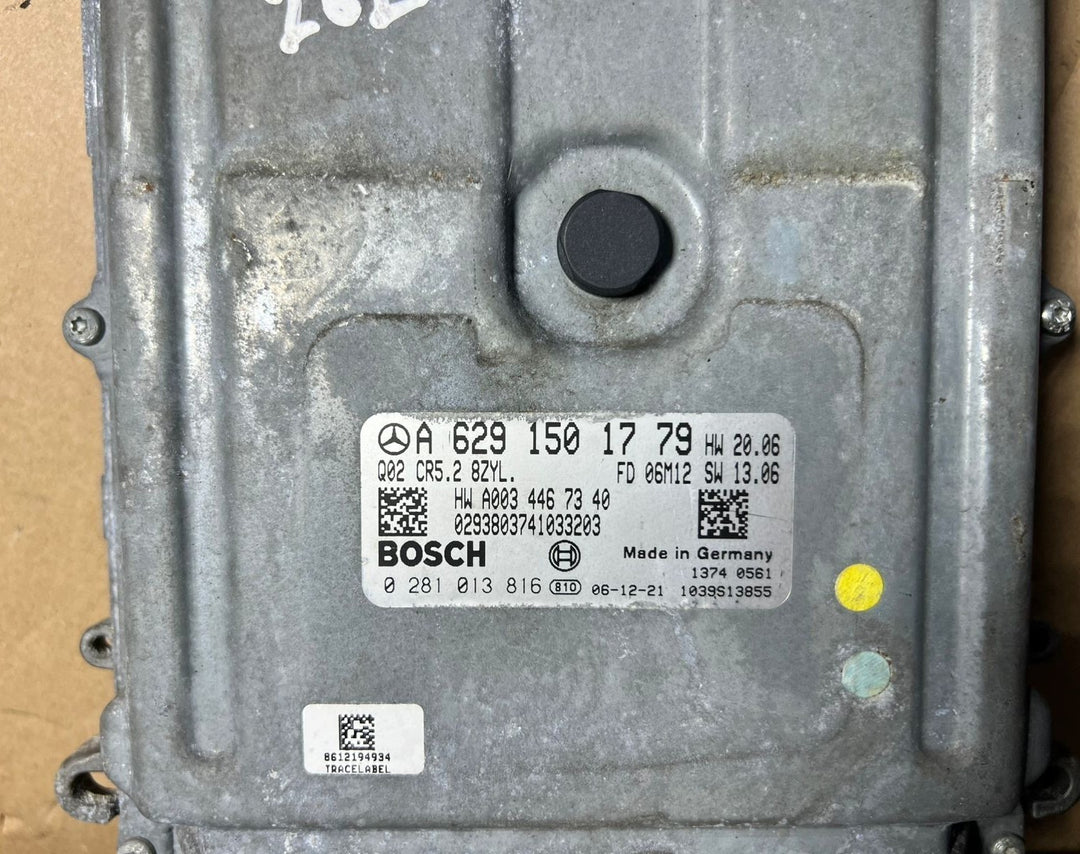 A 629 150 17 79 HW 20.06
Q02 CR5.2 8ZYL. FD 06M12 SW 13.06
HW A003 446 73 40
0293803741033203
BOSCH Made in Germany
1374 0561
0 281 013 816 810 06-12-21 1039S13855
8612194934
TRACELABEL